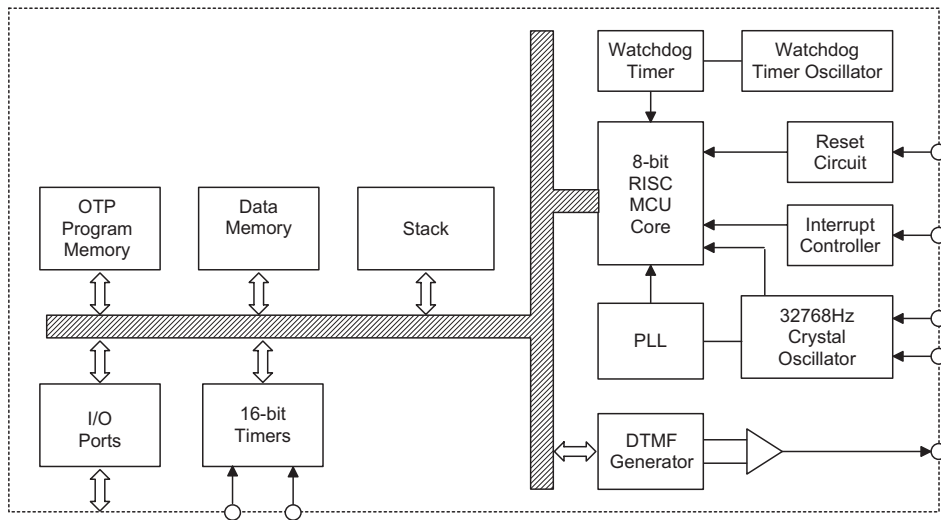 Watchdog
Timer
Watchdog
Timer Oscillator
8-bit
RISC
MCU
Core
Reset
Circuit
OTP
Program
Memory
Data
Memory
Stack
Interrupt
Controller
PLL
32768Hz
Crystal
Oscillator
I/O
Ports
16-bit
Timers
DTMF
Generator